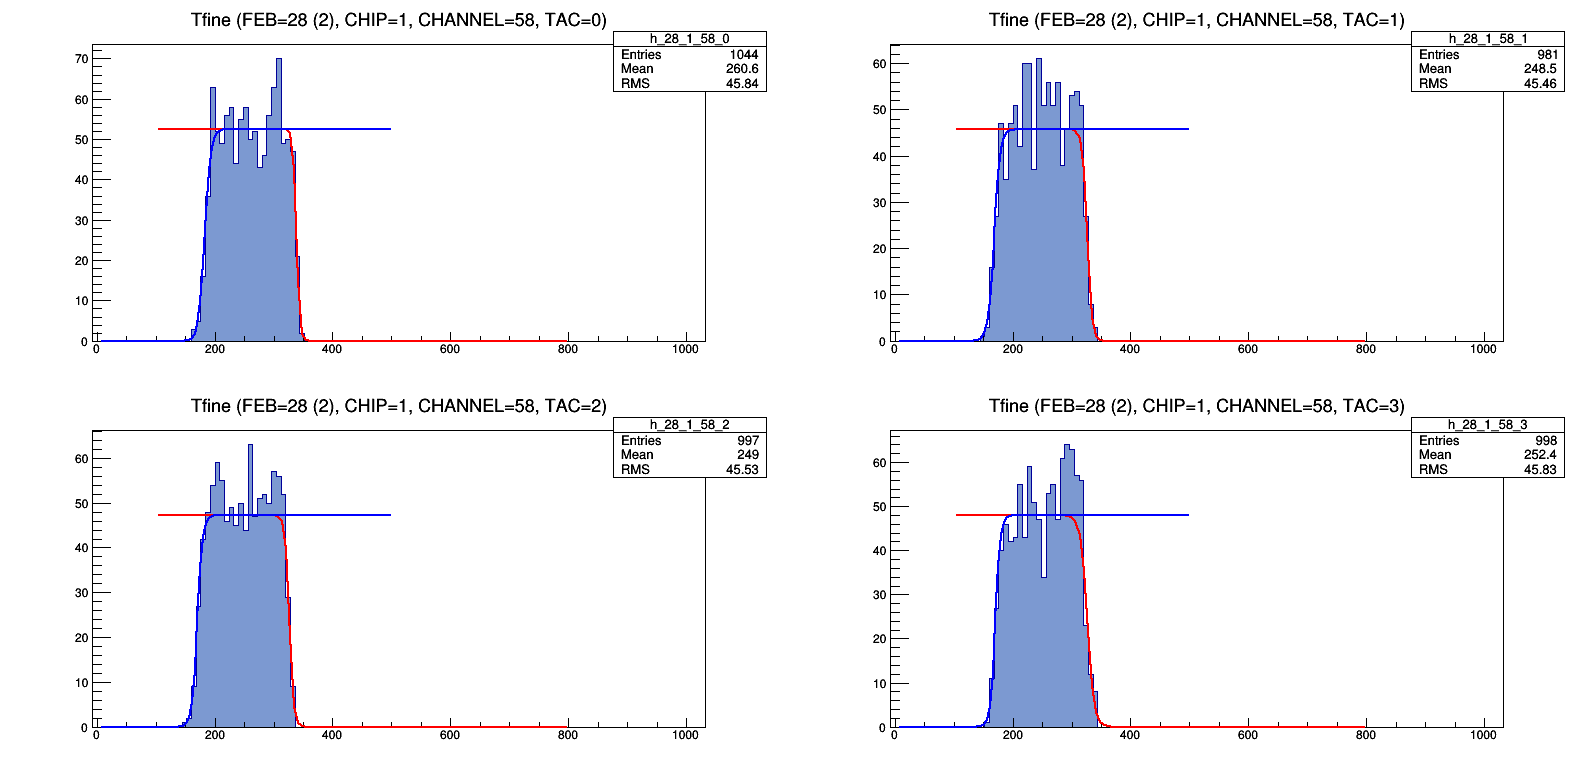 Tfine (FEB=28 (2), CHIP=1, CHANNEL=58, TAC=0)
h_28_1_58_0
Entries 1044
Mean 260.6
RMS 45.84
70
60
50
40
30
20
10
0
0 200 400 600 800 1000
Tfine (FEB=28 (2), CHIP=1, CHANNEL=58, TAC=1)
h_28_1_58_1
Entries 981
Mean 248.5
RMS 45.46
60
50
40
30
20
10
0
0 200 400 600 800 1000
Tfine (FEB=28 (2), CHIP=1, CHANNEL=58, TAC=2)
h_28_1_58_2
Entries 997
Mean 249
RMS 45.53
60
50
40
30
20
10
0
0 200 400 600 800 1000
Tfine (FEB=28 (2), CHIP=1, CHANNEL=58, TAC=3)
h_28_1_58_3
Entries 998
Mean 252.4
RMS 45.83
60
50
40
30
20
10
0
0 200 400 600 800 1000